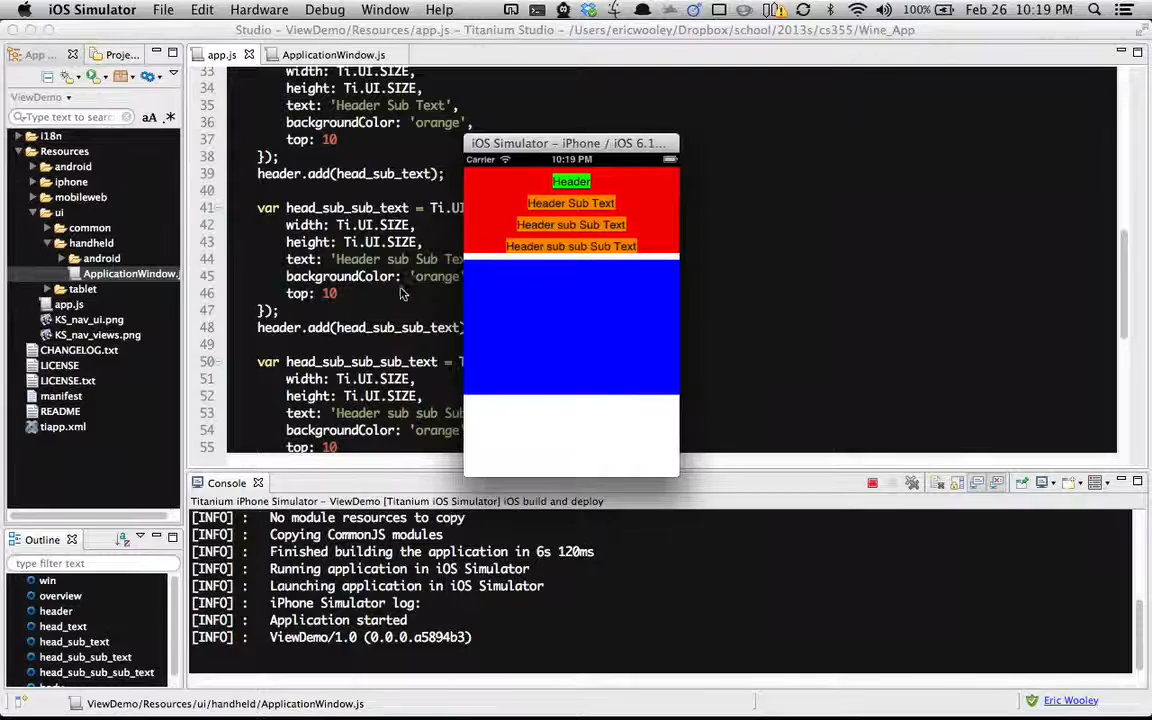 iOS Simulator File Edit Hardware Debug Window Help 100% Feb 26 10:19 PM
Studio - ViewDemo/Resources/app.js - Titanium Studio - /Users/ericwooley/Dropbox/school/2013s/cs355/Wine_App
App ... Proje... app.js ApplicationWindow.js
ViewDemo
Type text to searc aA .*
i18n
Resources
android
iphone
mobileweb
ui
common
handheld
android
ApplicationWindow.j
tablet
app.js
KS_nav_ui.png
KS_nav_views.png
CHANGELOG.txt
LICENSE
LICENSE.txt
manifest
README
tiapp.xml
33 width: Ti.UI.SIZE,
34 height: Ti.UI.SIZE,
35 text: 'Header Sub Text',
36 backgroundColor: 'orange',
37 top: 10
38 });
39 header.add(head_sub_text);
40
41 var head_sub_sub_text = Ti.U
42 width: Ti.UI.SIZE,
43 height: Ti.UI.SIZE,
44 text: 'Header sub Sub Te
45 backgroundColor: 'orange
46 top: 10
47 });
48 header.add(head_sub_sub_text)
49
50 var head_sub_sub_sub_text = T
51 width: Ti.UI.SIZE,
52 height: Ti.UI.SIZE,
53 text: 'Header sub sub Su
54 backgroundColor: 'orange
55 top: 10
iOS Simulator - iPhone / iOS 6.1...
Carrier 10:19 PM
Header
Header Sub Text
Header sub Sub Text
Header sub sub Sub Text
Console
Titanium iPhone Simulator - ViewDemo [Titanium iOS Simulator] iOS build and deploy
[INFO] : No module resources to copy
[INFO] : Copying CommonJS modules
[INFO] : Finished building the application in 6s 120ms
[INFO] : Running application in iOS Simulator
[INFO] : Launching application in iOS Simulator
[INFO] : iPhone Simulator log:
[INFO] : Application started
[INFO] : ViewDemo/1.0 (0.0.0.a5894b3)
Outline
type filter text
win
overview
header
head_text
head_sub_text
head_sub_sub_text
head_sub_sub_sub_text
ViewDemo/Resources/ui/handheld/ApplicationWindow.js Eric Wooley